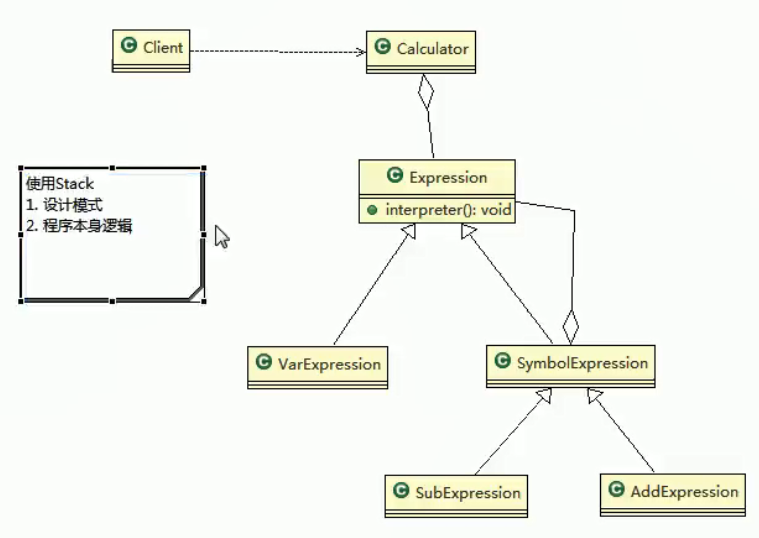 Client
Calculator
使用Stack
1. 设计模式
2. 程序本身逻辑
Expression
interpreter(): void
VarExpression
SymbolExpression
SubExpression
AddExpression